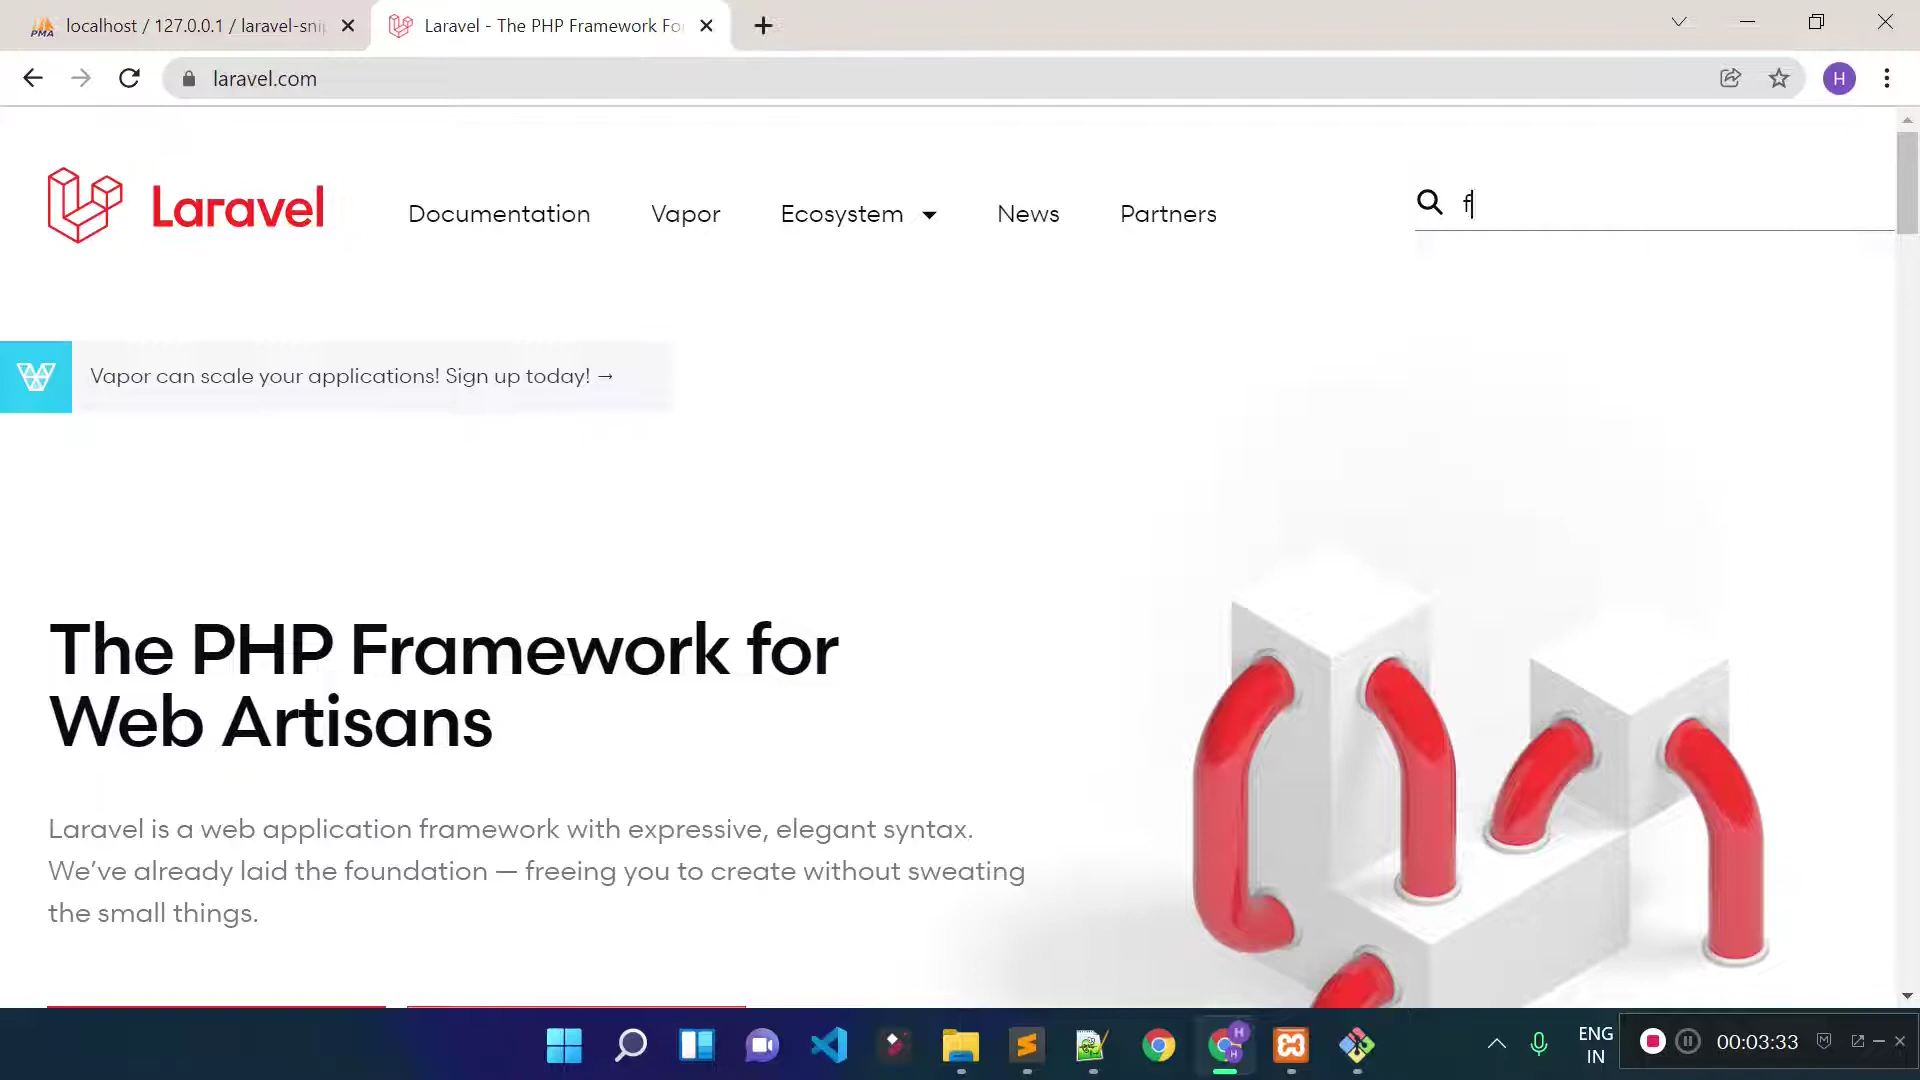 localhost / 127.0.0.1 / laravel-sni
Laravel - The PHP Framework Fo
laravel.com
H
Laravel
Documentation
Vapor
Ecosystem
News
Partners
f
Vapor can scale your applications! Sign up today! →
The PHP Framework for
Web Artisans
Laravel is a web application framework with expressive, elegant syntax.
We’ve already laid the foundation — freeing you to create without sweating
the small things.
ENG
IN
00:03:33